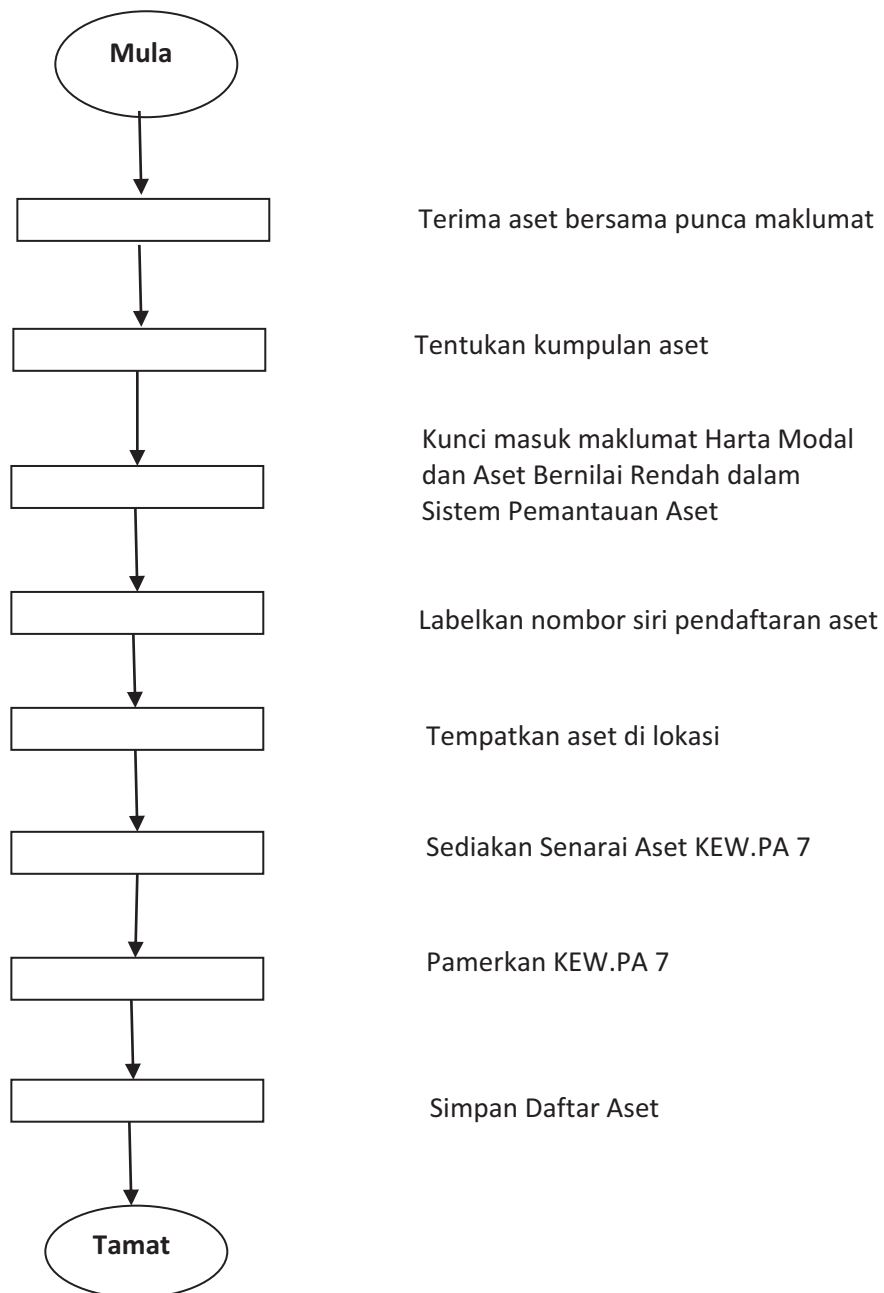 Mula
Terima aset bersama punca maklumat
Tentukan kumpulan aset
Kunci masuk maklumat Harta Modal
dan Aset Bernilai Rendah dalam
Sistem Pemantauan Aset
Labelkan nombor siri pendaftaran aset
Tempatkan aset di lokasi
Sediakan Senarai Aset KEW.PA 7
Pamerkan KEW.PA 7
Simpan Daftar Aset
Tamat